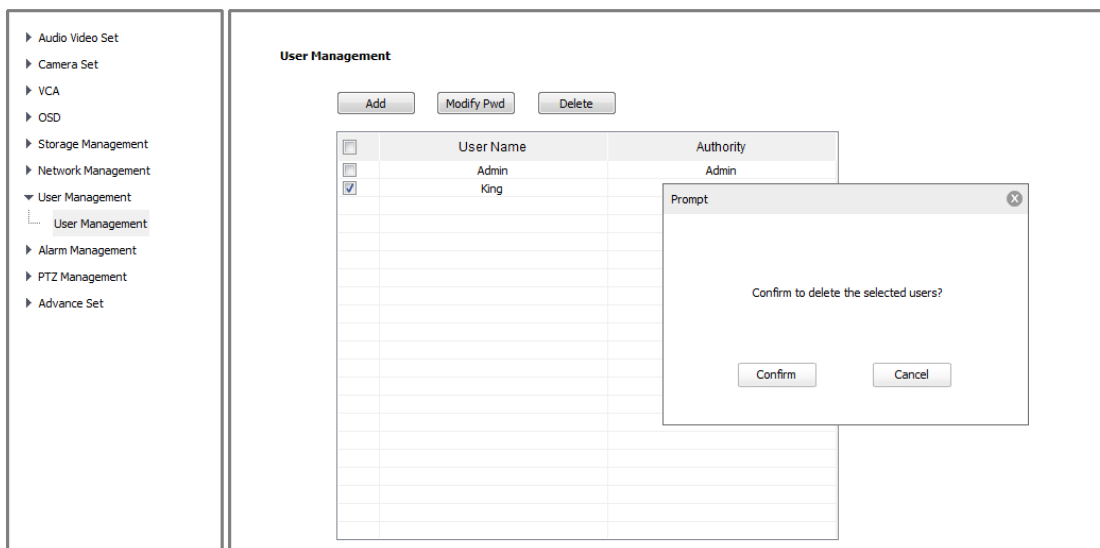 Audio Video Set
Camera Set
VCA
OSD
Storage Management
Network Management
User Management
User Management
Alarm Management
PTZ Management
Advance Set
User Management
Add Modify Pwd Delete
User Name Authority
Admin Admin
King
Prompt
Confirm to delete the selected users?
Confirm Cancel